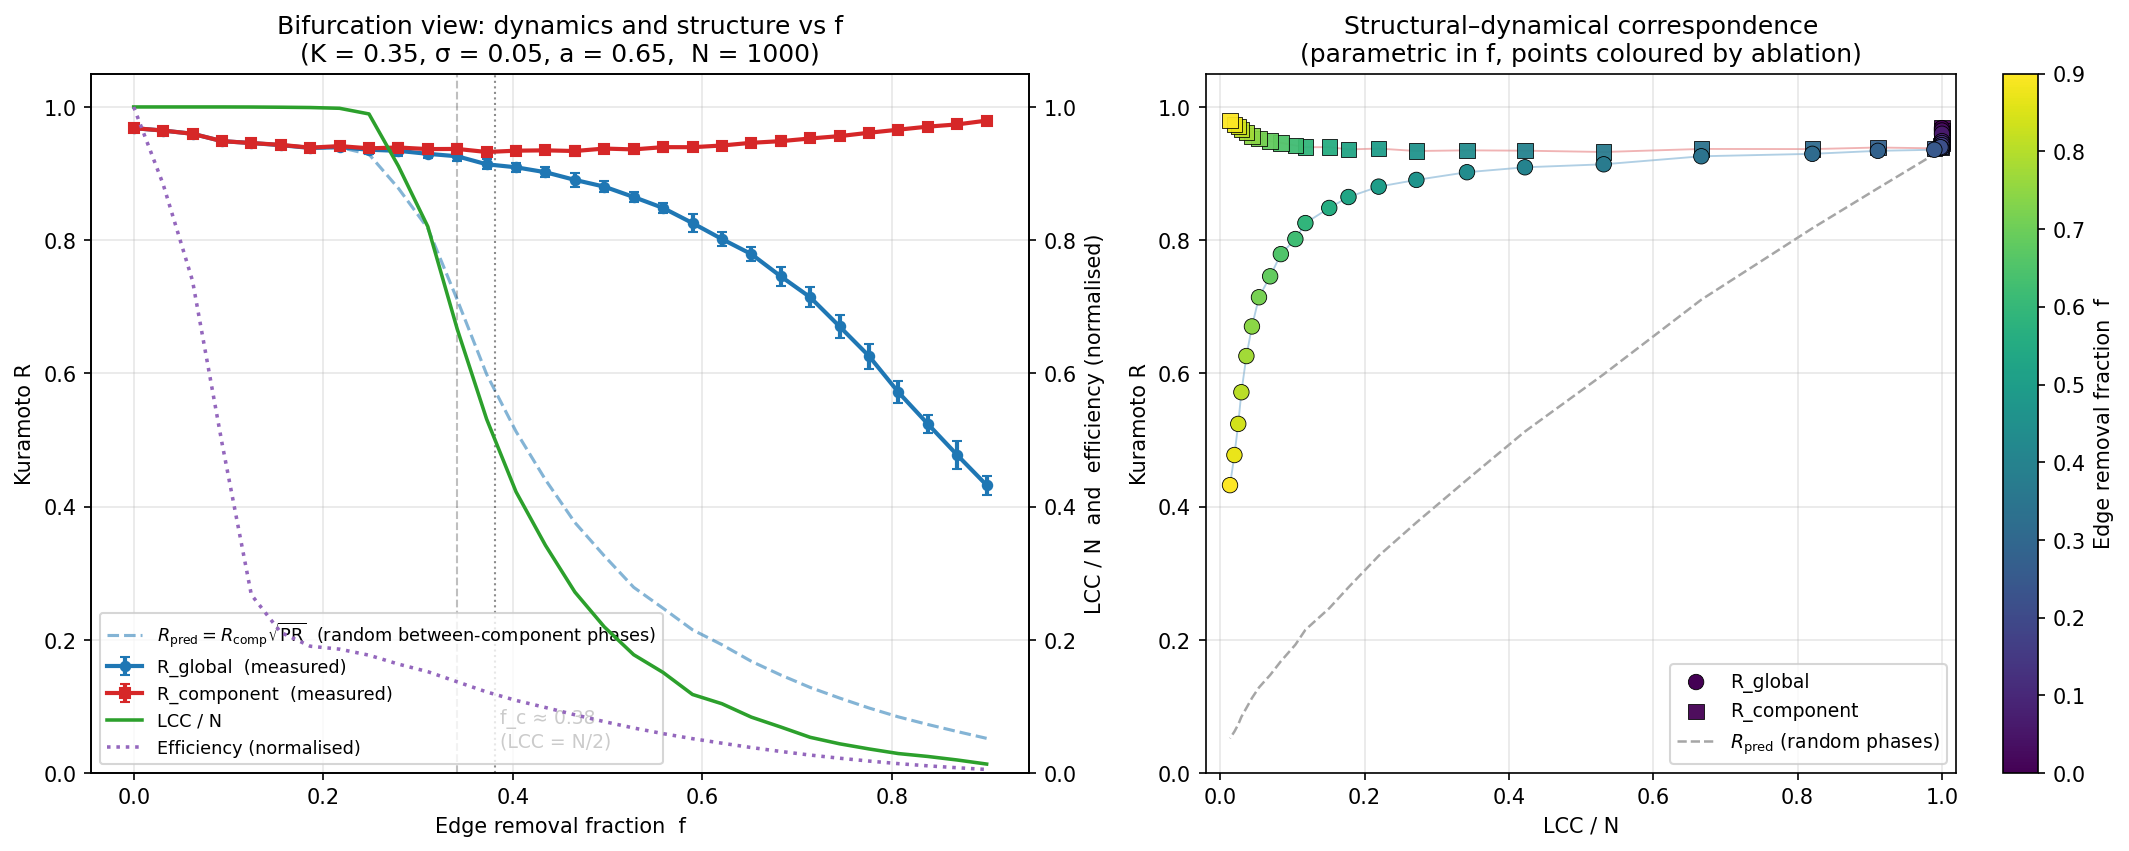 Bifurcation view: dynamics and structure vs f
(K = 0.35, σ = 0.05, a = 0.65,  N = 1000)
Kuramoto R
1.0
0.8
0.6
0.4
0.2
0.0
0.0
0.2
0.4
0.6
0.8
Edge removal fraction  f
1.0
0.8
0.6
0.4
0.2
0.0
LCC / N  and  efficiency (normalised)
R_pred = R_comp√PR  (random between-component phases)
R_global  (measured)
R_component  (measured)
LCC / N
Efficiency (normalised)
f_c ≈ 0.38
(LCC = N/2)
Structural–dynamical correspondence
(parametric in f, points coloured by ablation)
Kuramoto R
1.0
0.8
0.6
0.4
0.2
0.0
0.0
0.2
0.4
0.6
0.8
1.0
LCC / N
R_global
R_component
R_pred (random phases)
0.9
0.8
0.7
0.6
0.5
0.4
0.3
0.2
0.1
0.0
Edge removal fraction  f